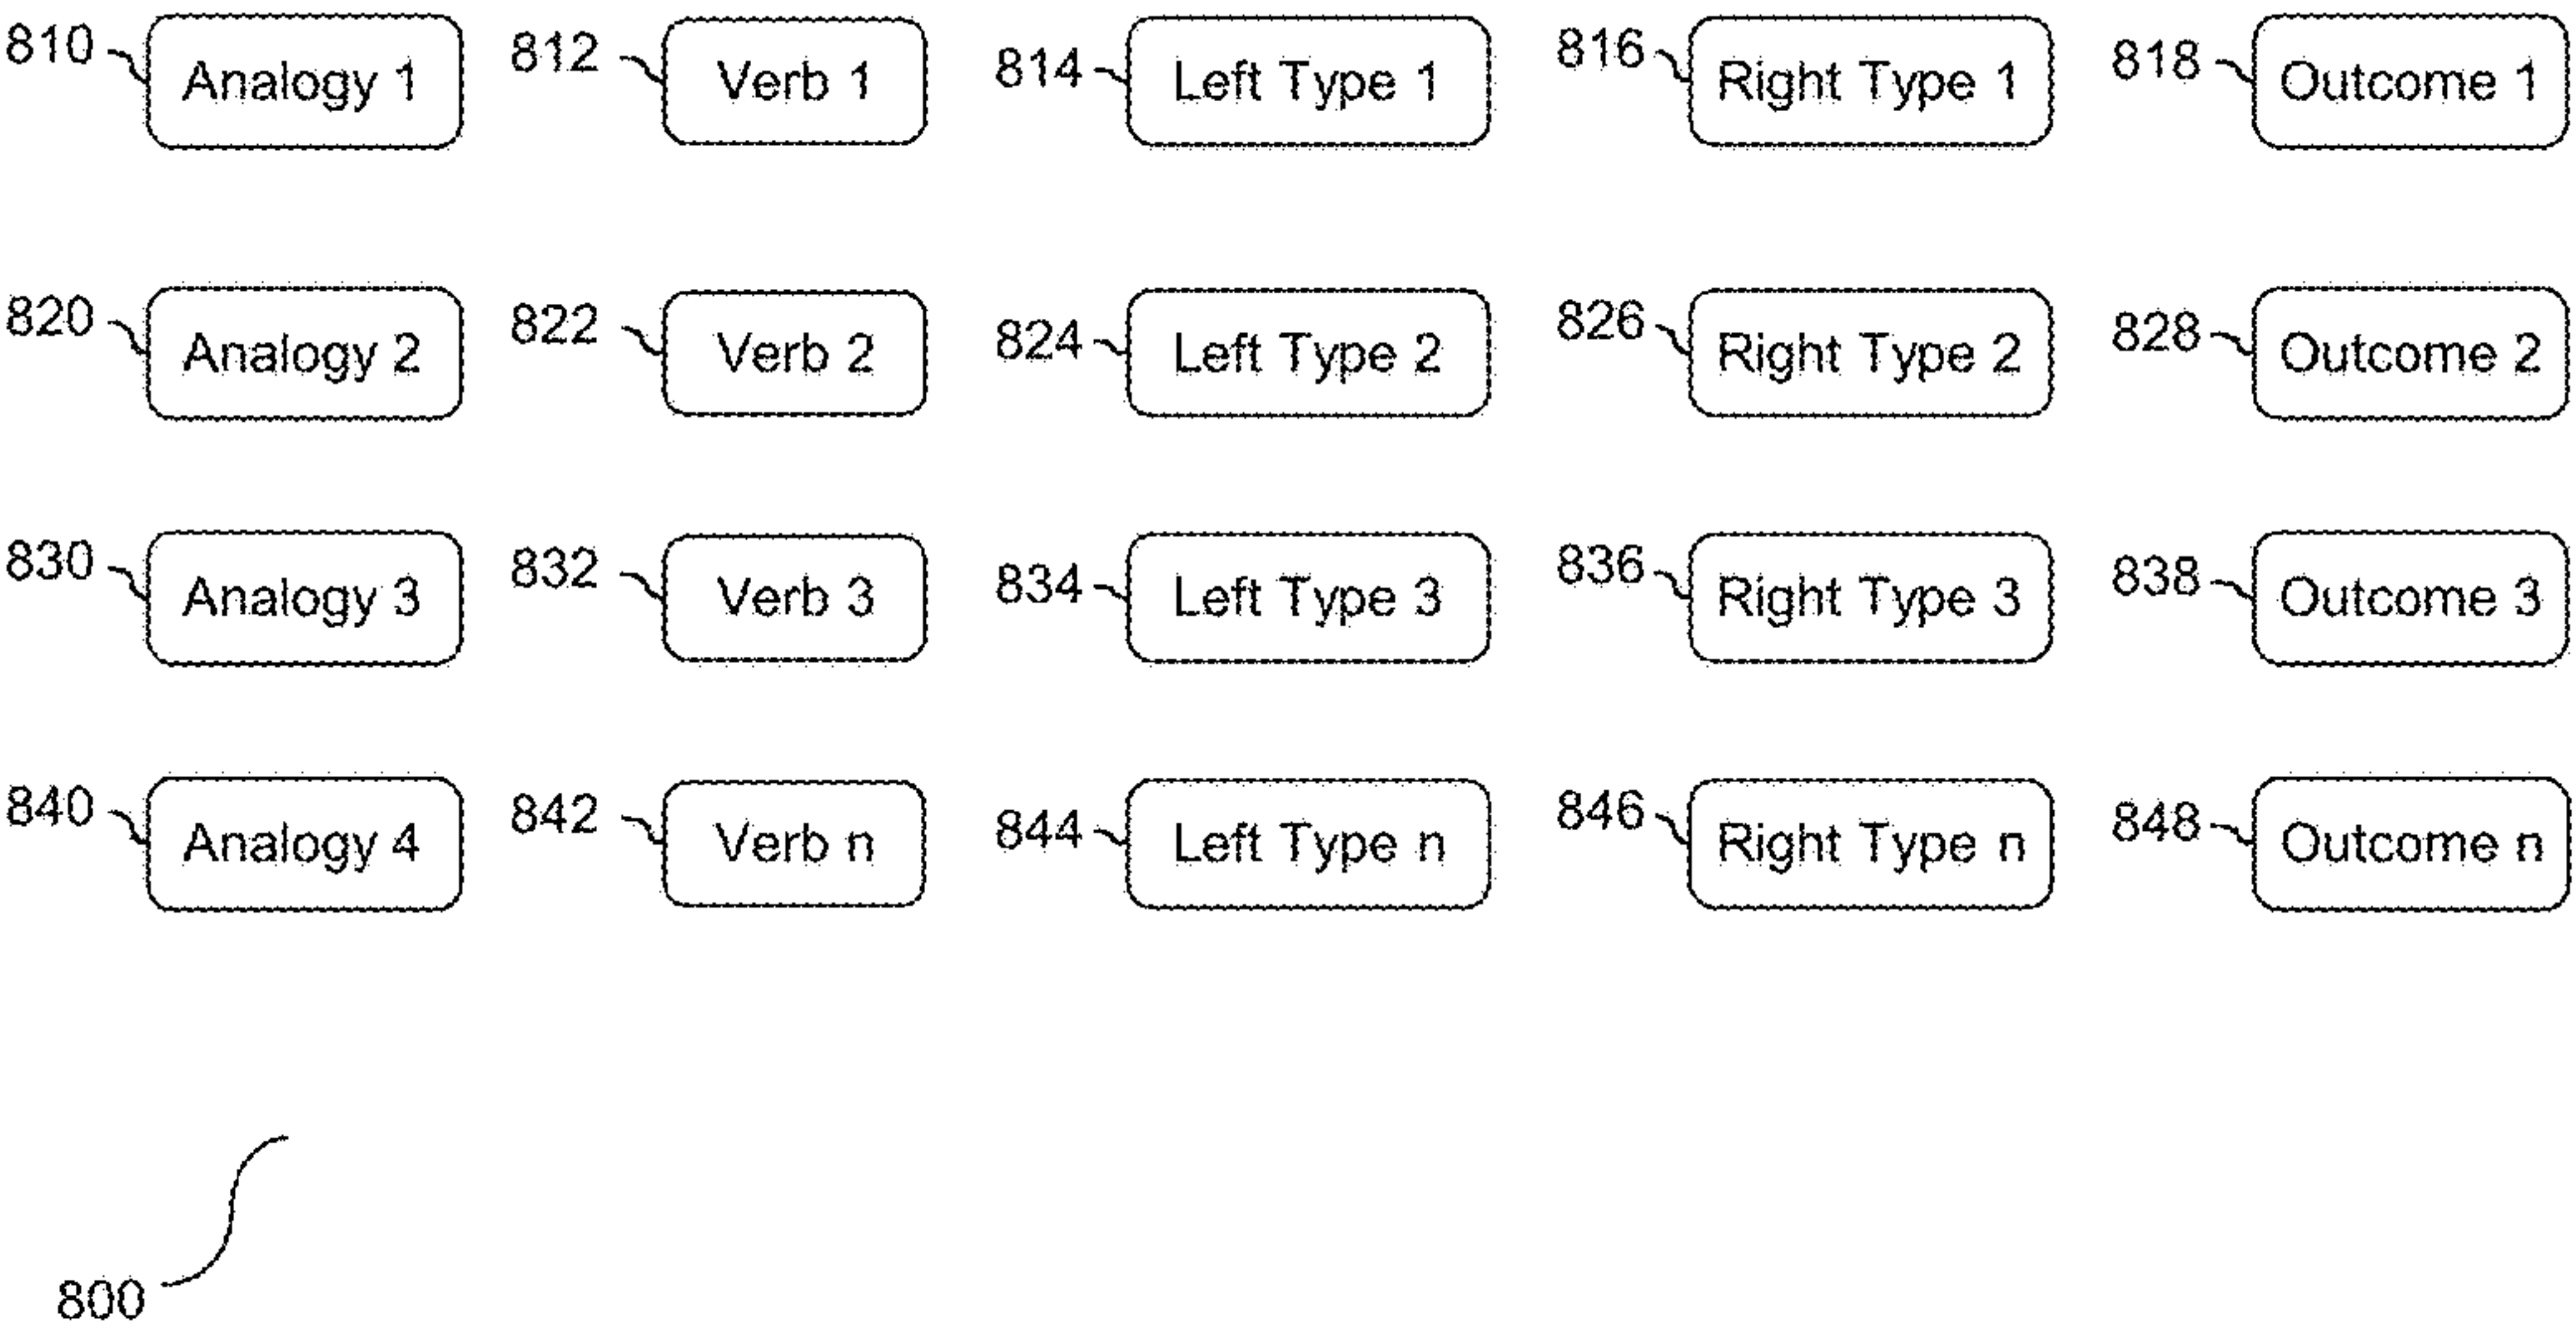 810 Analogy 1 812 Verb 1 814 Left Type 1 816 Right Type 1 818 Outcome 1
820 Analogy 2 822 Verb 2 824 Left Type 2 826 Right Type 2 828 Outcome 2
830 Analogy 3 832 Verb 3 834 Left Type 3 836 Right Type 3 838 Outcome 3
840 Analogy 4 842 Verb n 844 Left Type n 846 Right Type n 848 Outcome n
800